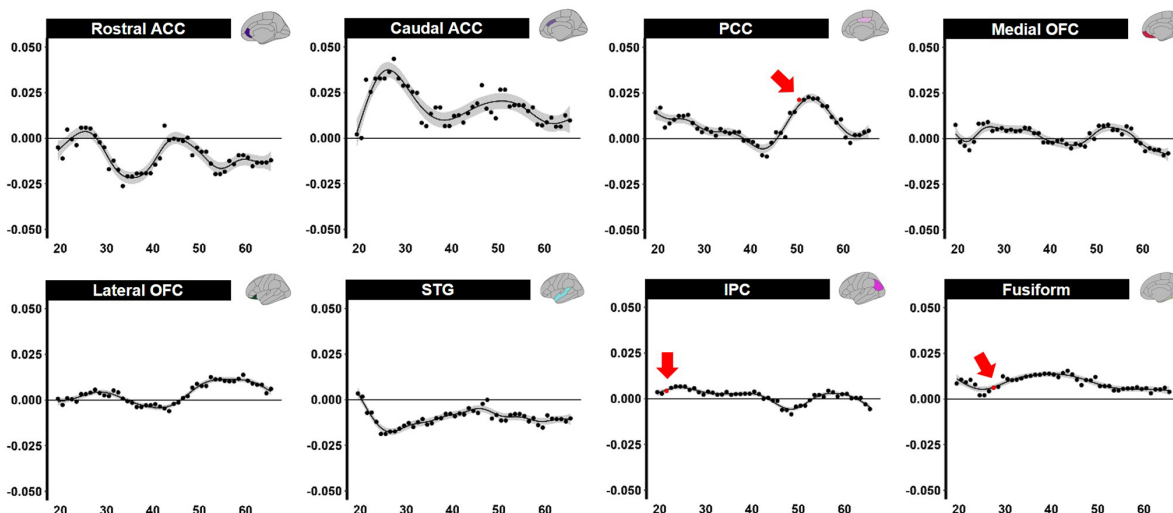 Rostral ACC
Caudal ACC
PCC
Medial OFC
0.050 0.050 0.050 0.050
0.025 0.025 0.025 0.025
0.000 0.000 0.000 0.000
-0.025 -0.025 -0.025 -0.025
-0.050 -0.050 -0.050 -0.050
20 30 40 50 60 20 30 40 50 60 20 30 40 50 60 20 30 40 50 60
Lateral OFC
STG
IPC
Fusiform
0.050 0.050 0.050 0.050
0.025 0.025 0.025 0.025
0.000 0.000 0.000 0.000
-0.025 -0.025 -0.025 -0.025
-0.050 -0.050 -0.050 -0.050
20 30 40 50 60 20 30 40 50 60 20 30 40 50 60 20 30 40 50 60